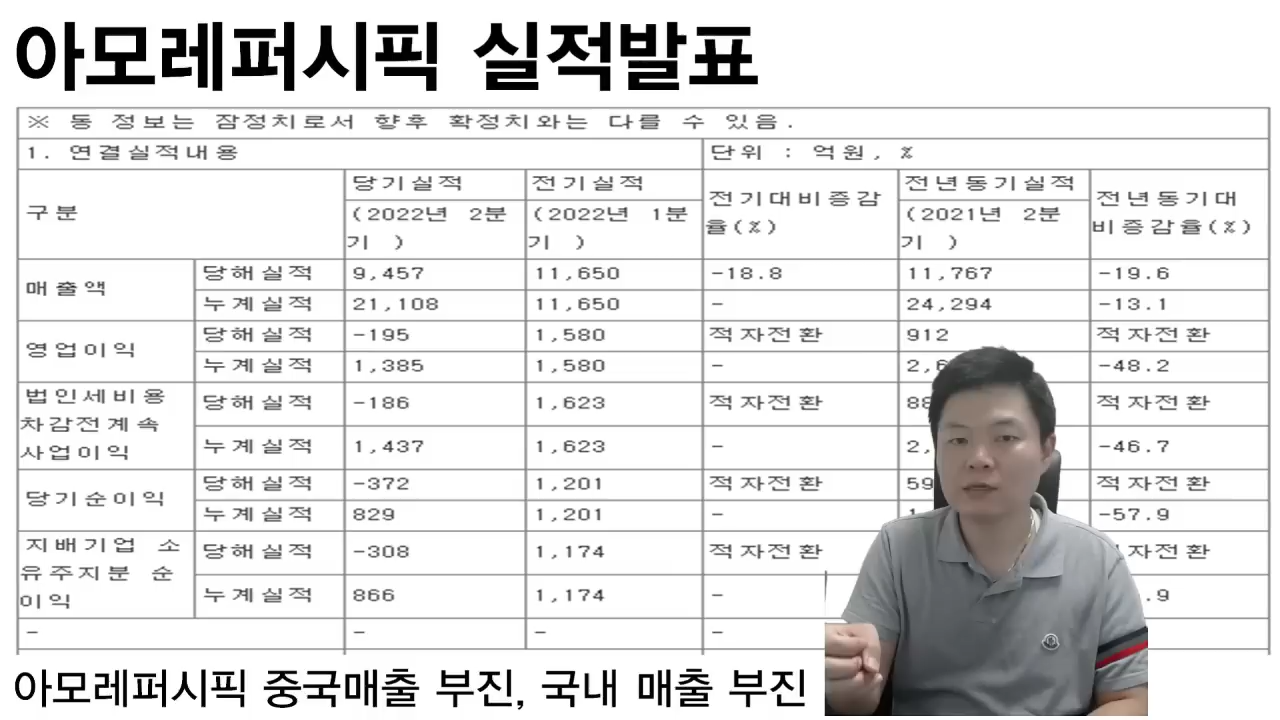 아모레퍼시픽 실적발표
※ 동 정보는 잠정치로서 향후 확정치와는 다를 수 있음.
1. 연결실적내용 단위 : 억원, %
구분 당기실적 전기실적 전기대비증감율(%) 전년동기실적 전년동기대비증감율(%)
(2022년 2분기 ) (2022년 1분기 ) (2021년 2분기 )
매출액 당해실적 9,457 11,650 -18.8 11,767 -19.6
누계실적 21,108 11,650 - 24,294 -13.1
영업이익 당해실적 -195 1,580 적자전환 912 적자전환
누계실적 1,385 1,580 - -48.2
법인세비용차감전계속사업이익 당해실적 -186 1,623 적자전환 적자전환
누계실적 1,437 1,623 - -46.7
당기순이익 당해실적 -372 1,201 적자전환 적자전환
누계실적 829 1,201 - -57.9
지배기업 소유주지분 순이익 당해실적 -308 1,174 적자전환
누계실적 866 1,174 -
- - - -
아모레퍼시픽 중국매출 부진, 국내 매출 부진